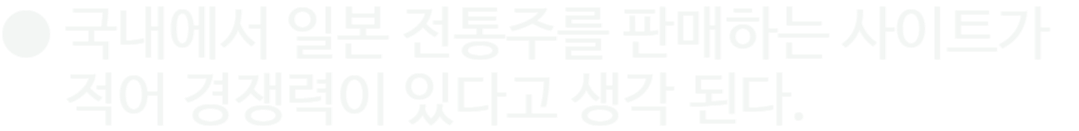 ● 국내에서 일본 전통주를 판매하는 사이트가
적어 경쟁력이 있다고 생각 된다.